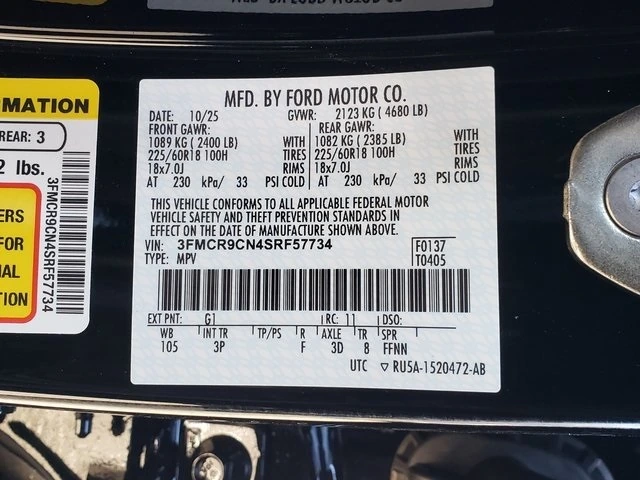 RMATION
REAR: 3
2 lbs.
ERS
FOR
NAL
ION
3FMCR9CN4SRF57734
MFD. BY FORD MOTOR CO.
DATE: 10/25 GVWR: 2123 KG ( 4680 LB)
FRONT GAWR: REAR GAWR:
1089 KG ( 2400 LB) WITH 1082 KG ( 2385 LB) WITH
225/60R18 100H TIRES 225/60R18 100H TIRES
18x7.0J RIMS 18x7.0J RIMS
AT 230 kPa/ 33 PSI COLD AT 230 kPa/ 33 PSI COLD
THIS VEHICLE CONFORMS TO ALL APPLICABLE FEDERAL MOTOR
VEHICLE SAFETY AND THEFT PREVENTION STANDARDS IN
EFFECT ON THE DATE OF MANUFACTURE SHOWN ABOVE.
VIN: 3FMCR9CN4SRF57734 F0137
TYPE: MPV T0405
EXT PNT: G1 RC: 11 DSO:
WB INT TR TP/PS R AXLE TR SPR
105 3P F 3D 8 FFNN
UTC ▽ RU5A-1520472-AB